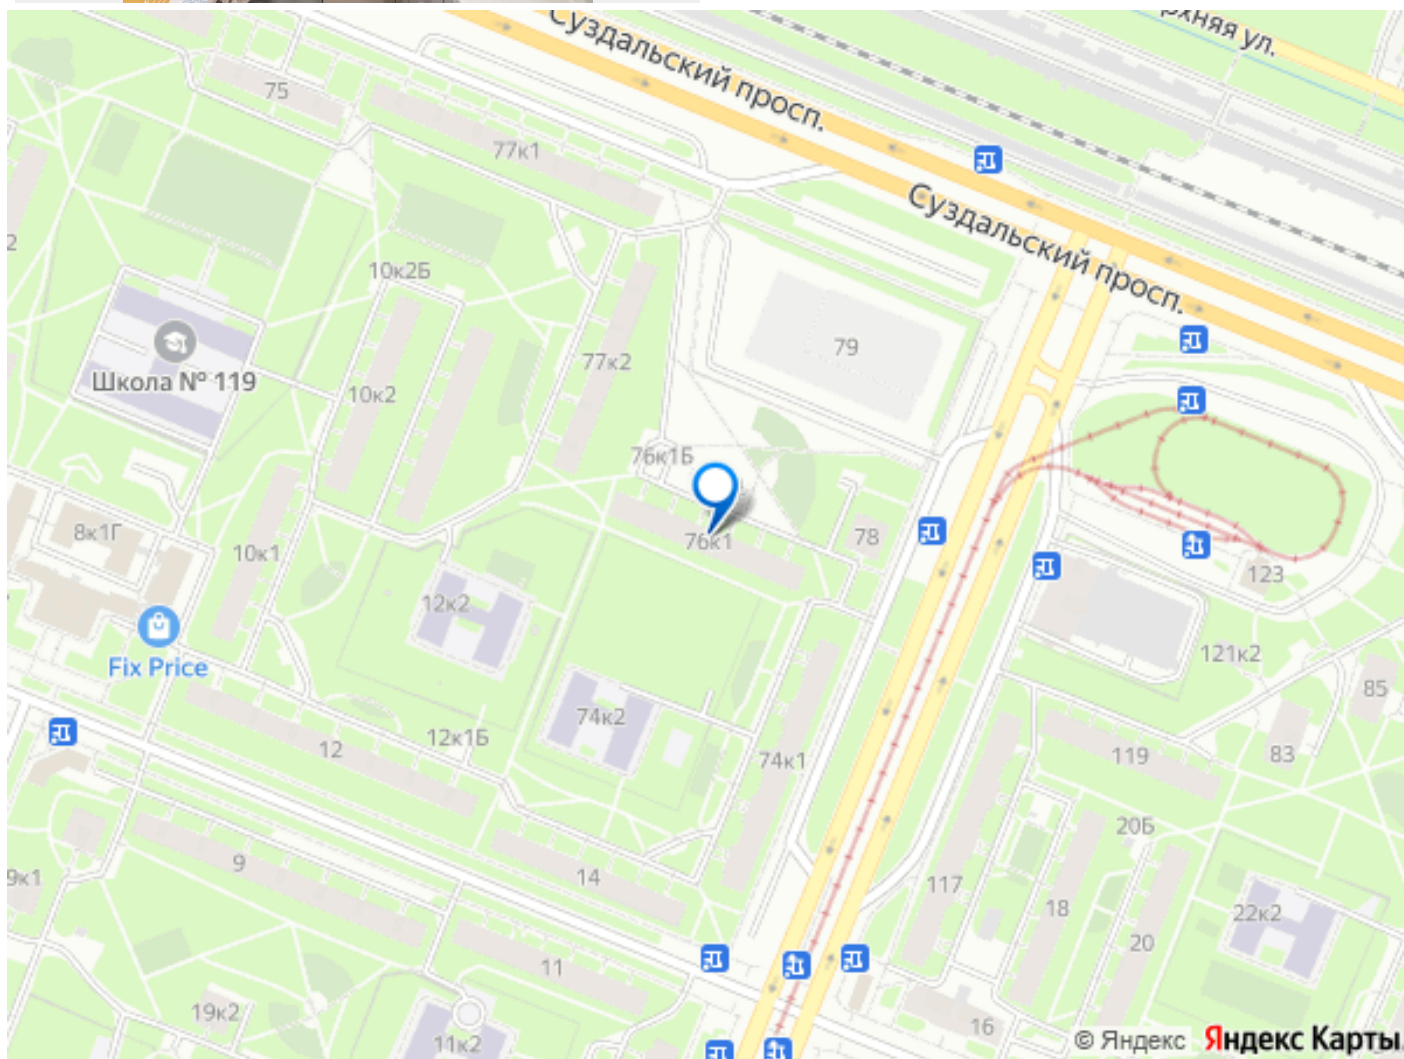 Суздальский просп.
рхняя ул.
75
77к1
Суздальский просп.
2
10к2Б
79
77к2
Школа № 119
10к2
76к1Б
8к1Г
10к1
76к1
78
123
12к2
Fix Price
121к2
85
74к2
12к1Б
12
74к1
119
83
20Б
9
9к1
14
117
18
22к2
20
11
19к2
16
11к2
© Яндекс Яндекс Карты